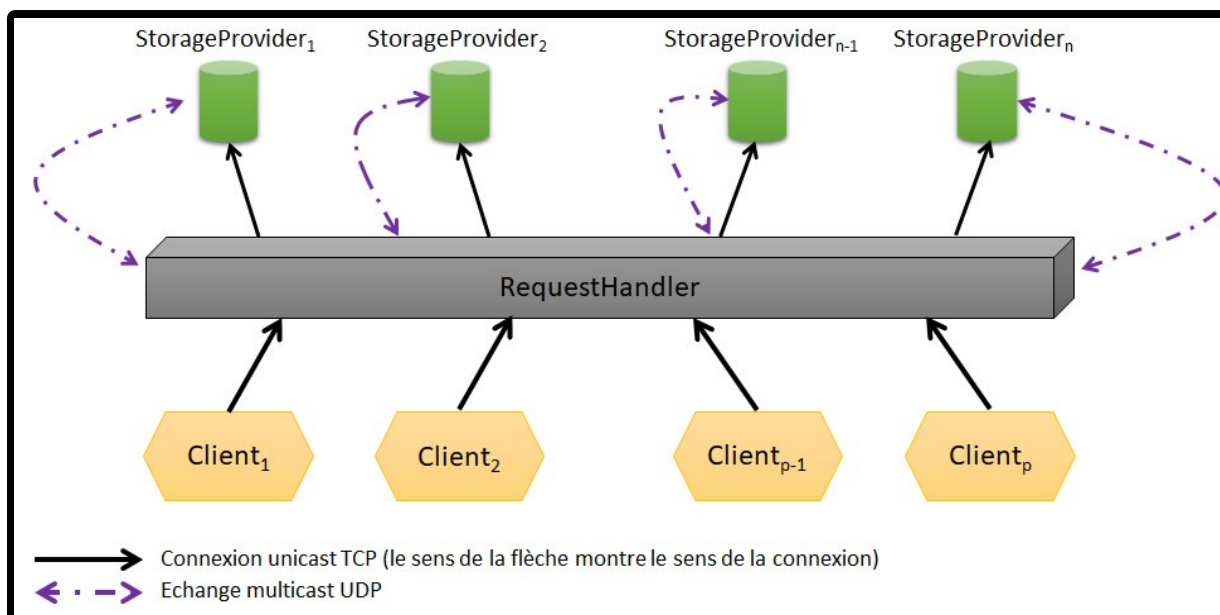 StorageProvider₁ StorageProvider₂ StorageProviderₙ₋₁ StorageProviderₙ
RequestHandler
Client₁ Client₂ Clientₚ₋₁ Clientₚ
Connexion unicast TCP (le sens de la flèche montre le sens de la connexion)
Echange multicast UDP